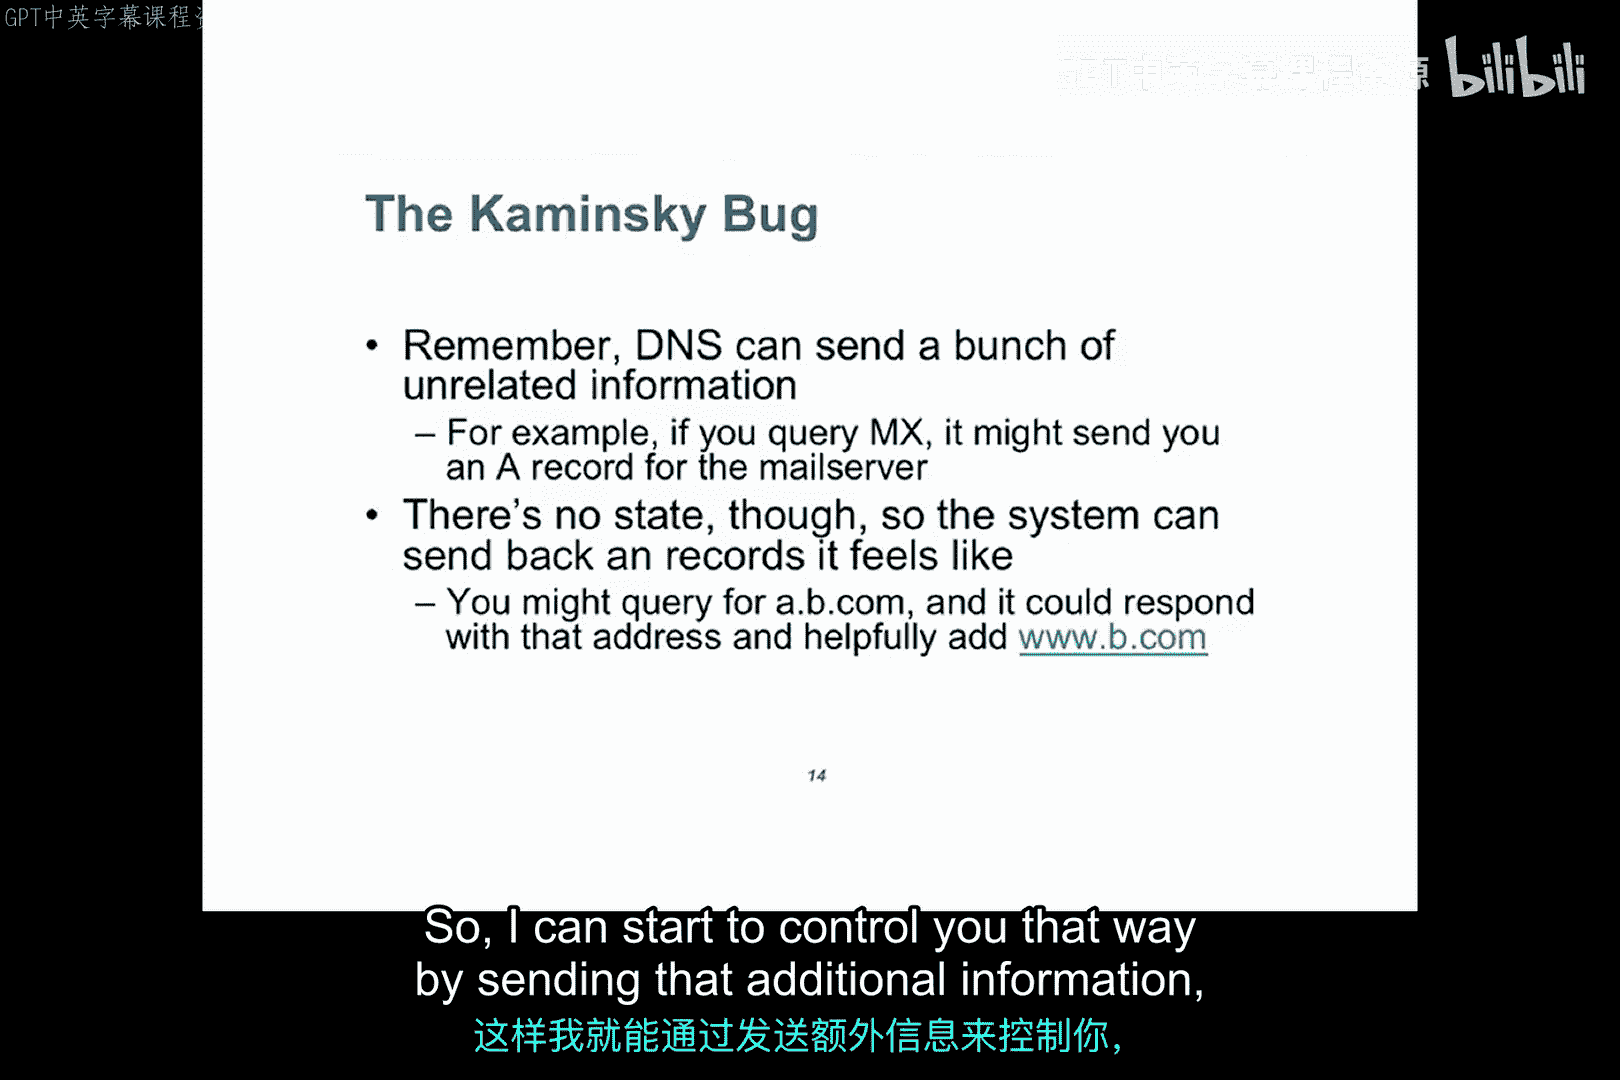 GPT中英字幕课程
bilibili
The Kaminsky Bug
• Remember, DNS can send a bunch of
unrelated information
– For example, if you query MX, it might send you
an A record for the mailserver
• There's no state, though, so the system can
send back an records it feels like
– You might query for a.b.com, and it could respond
with that address and helpfully add www.b.com
14
So, I can start to control you that way
by sending that additional information,
这样我就能通过发送额外信息来控制你，